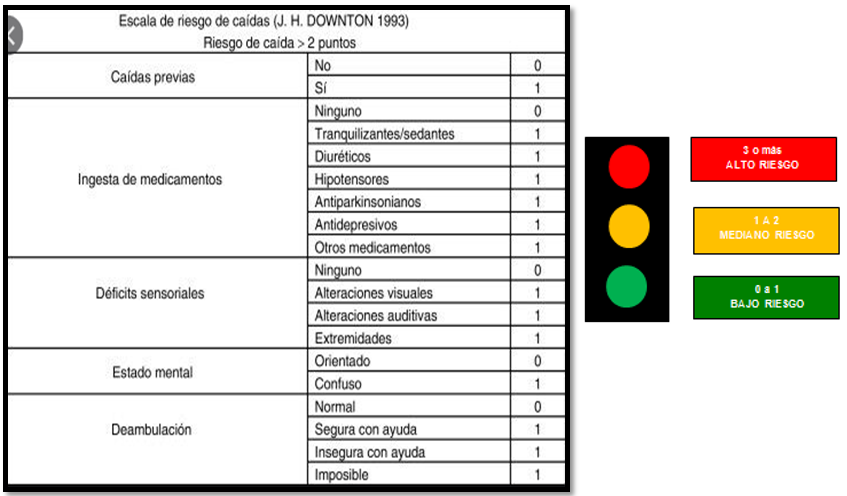 Escala de riesgo de caídas (J. H. DOWNTON 1993)
Riesgo de caída > 2 puntos
Caídas previas
No 0
Sí 1
Ingesta de medicamentos
Ninguno 0
Tranquilizantes/sedantes 1
Diuréticos 1
Hipotensores 1
Antiparkinsonianos 1
Antidepresivos 1
Otros medicamentos 1
Déficits sensoriales
Ninguno 0
Alteraciones visuales 1
Alteraciones auditivas 1
Extremidades 1
Estado mental
Orientado 0
Confuso 1
Deambulación
Normal 0
Segura con ayuda 1
Insegura con ayuda 1
Imposible 1
3 o más
ALTO RIESGO
1 A 2
MEDIANO RIESGO
0 a 1
BAJO RIESGO